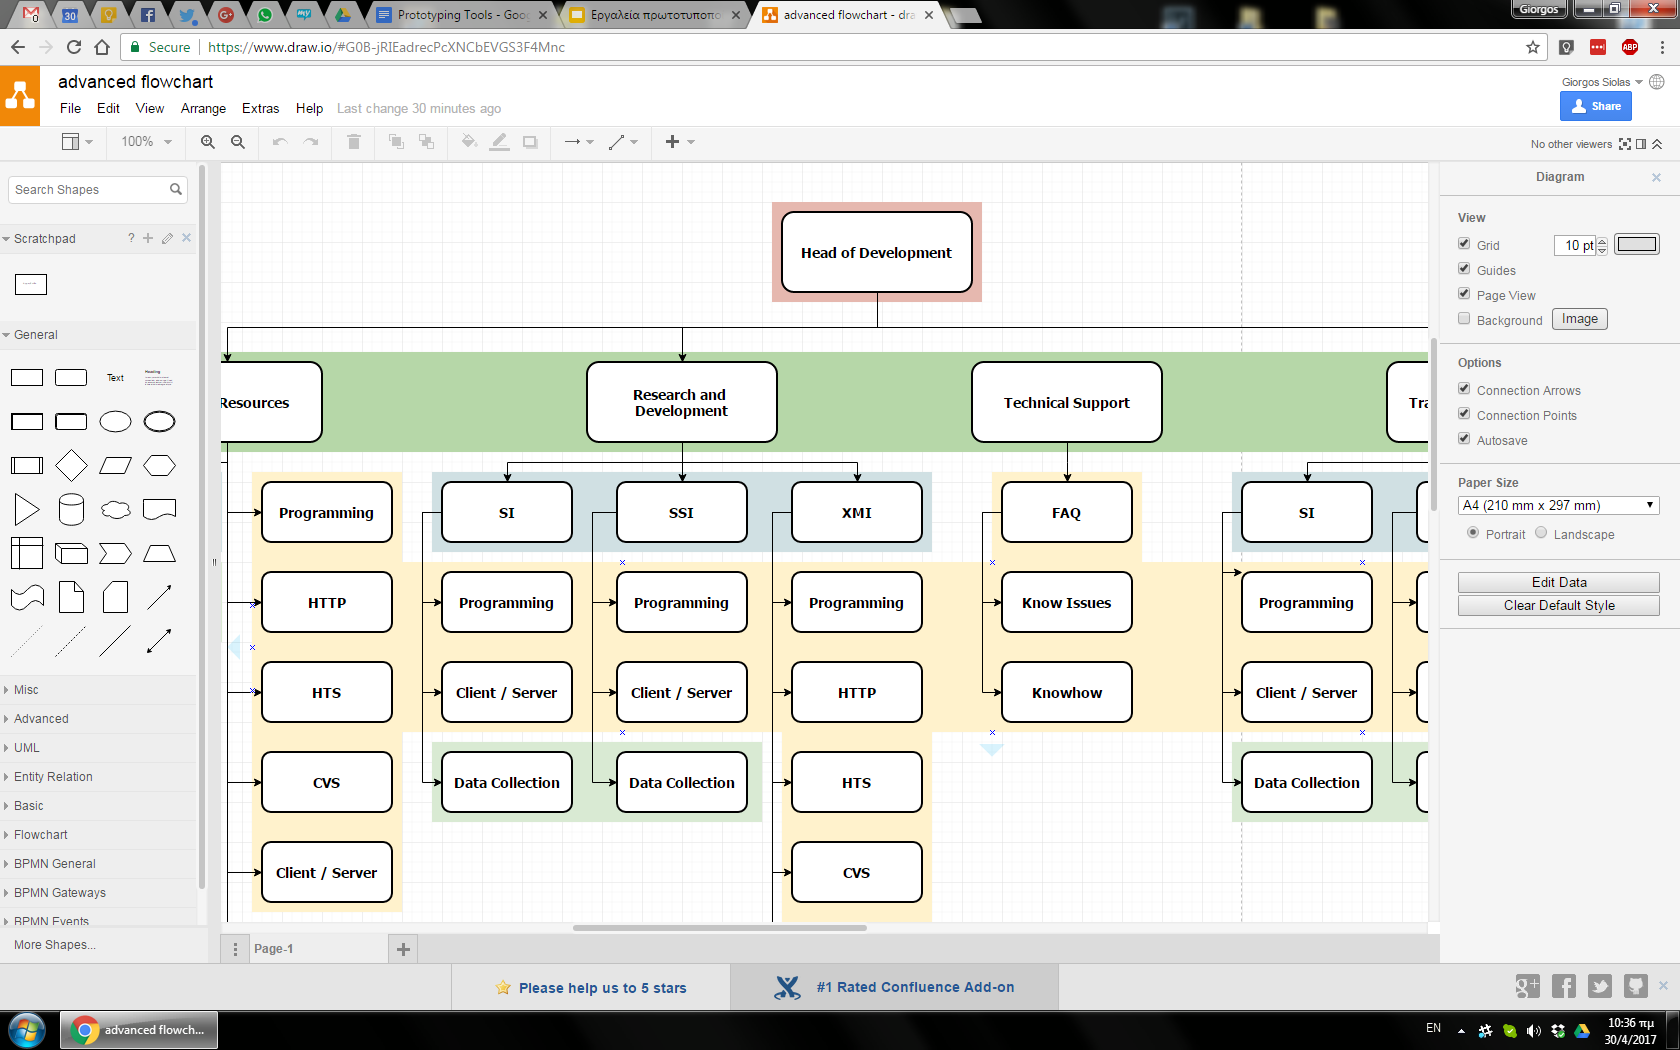 Prototyping Tools - Goo
Εργαλεία πρωτοτυποπο
advanced flowchart - dra
Giorgos
Secure
https://www.draw.io/#G0B-jRIEadrecPcXNCbEVGS3F4Mnc
ABP
advanced flowchart
Giorgos Siolas
File Edit View Arrange Extras Help Last change 30 minutes ago
Share
100%
No other viewers
Search Shapes
Scratchpad
?
General
Text
Heading
Misc
Advanced
UML
Entity Relation
Basic
Flowchart
BPMN General
BPMN Gateways
BPMN Events
More Shapes...
Head of Development
Resources
Research and
Development
Technical Support
Tra
Programming
SI
SSI
XMI
FAQ
SI
HTTP
Programming
Programming
Programming
Know Issues
Programming
HTS
Client / Server
Client / Server
HTTP
Knowhow
Client / Server
CVS
Data Collection
Data Collection
HTS
Data Collection
Client / Server
CVS
Diagram
View
Grid
10 pt
Guides
Page View
Background
Image
Options
Connection Arrows
Connection Points
Autosave
Paper Size
A4 (210 mm x 297 mm)
Portrait
Landscape
Edit Data
Clear Default Style
Page-1
Please help us to 5 stars
#1 Rated Confluence Add-on
advanced flowch...
EN
10:36 πμ
30/4/2017